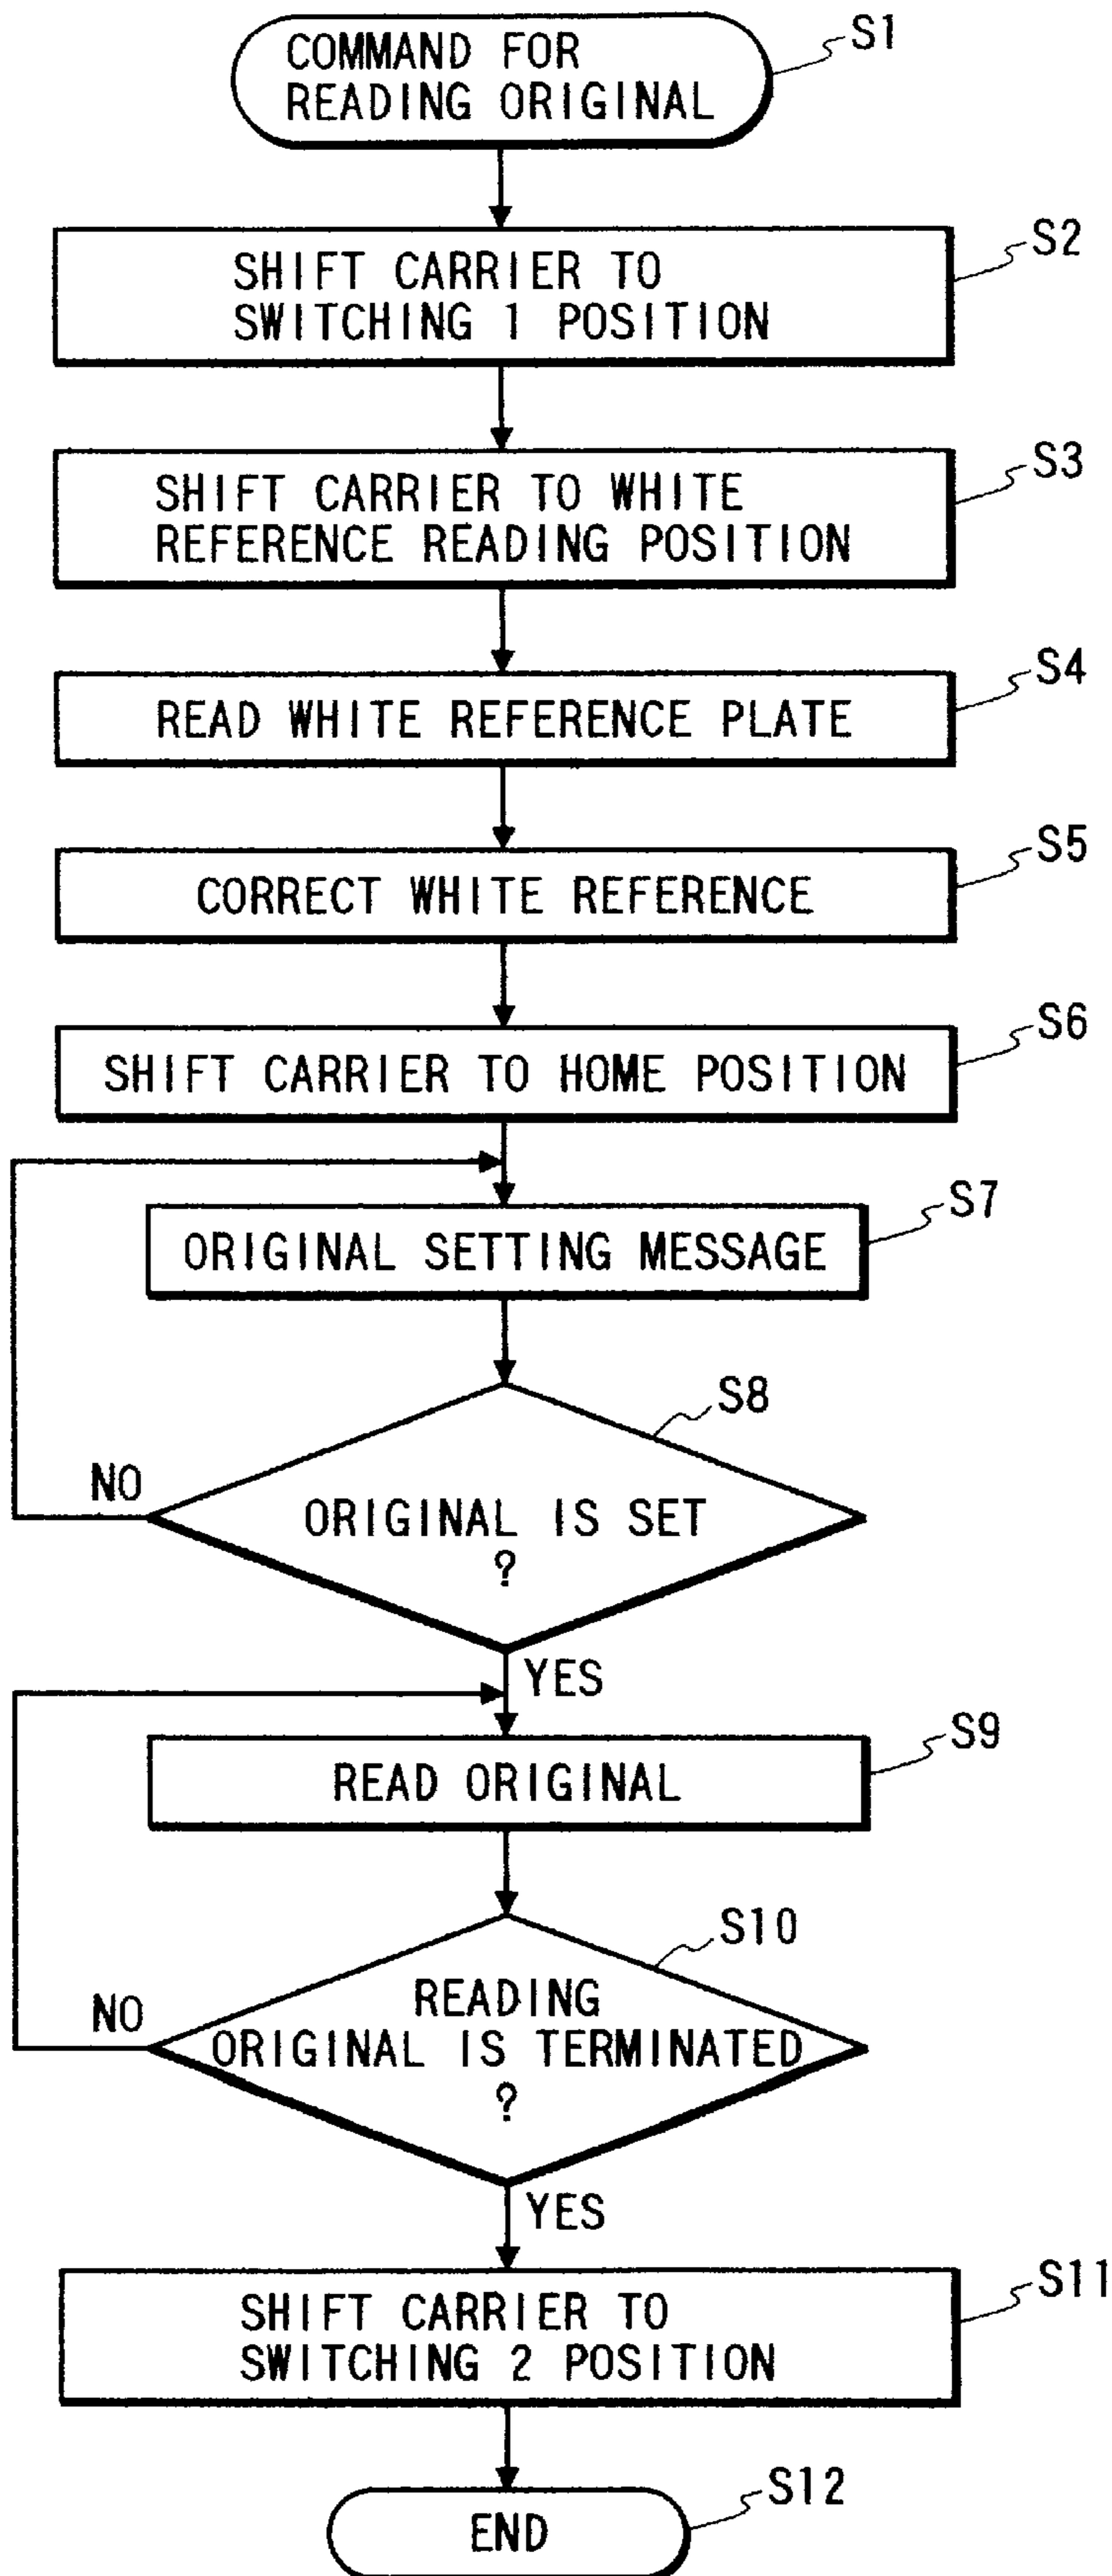 COMMAND FOR
READING ORIGINAL
S1
SHIFT CARRIER TO
SWITCHING 1 POSITION
S2
SHIFT CARRIER TO WHITE
REFERENCE READING POSITION
S3
READ WHITE REFERENCE PLATE
S4
CORRECT WHITE REFERENCE
S5
SHIFT CARRIER TO HOME POSITION
S6
ORIGINAL SETTING MESSAGE
S7
S8
NO
ORIGINAL IS SET
?
YES
READ ORIGINAL
S9
S10
NO
READING
ORIGINAL IS TERMINATED
?
YES
SHIFT CARRIER TO
SWITCHING 2 POSITION
S11
END
S12